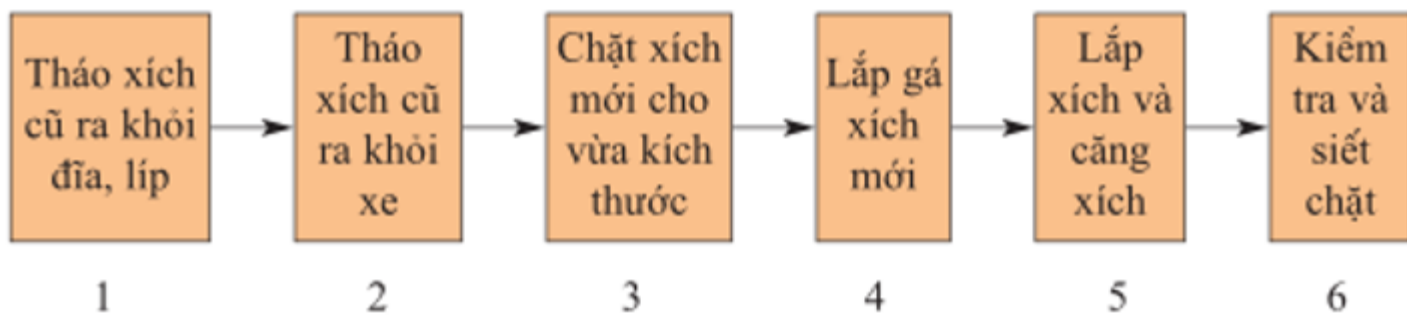 Tháo xích
cũ ra khỏi
đĩa, líp
Tháo
xích cũ
ra khỏi
xe
Chặt xích
mới cho
vừa kích
thước
Lắp gá
xích
mới
Lắp
xích và
căng
xích
Kiểm
tra và
siết
chặt
1
2
3
4
5
6